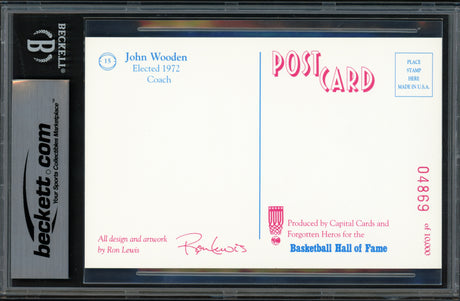 BECKETT
B
beckett.com
Your Sports Collectibles Marketplace
15
John Wooden
Elected 1972
Coach
POST
CARD
PLACE
STAMP
HERE
MADE IN U.S.A.
04869
of 10,000
All design and artwork
by Ron Lewis
Ron Lewis
Produced by Capital Cards and
Forgotten Heros for the
Basketball Hall of Fame